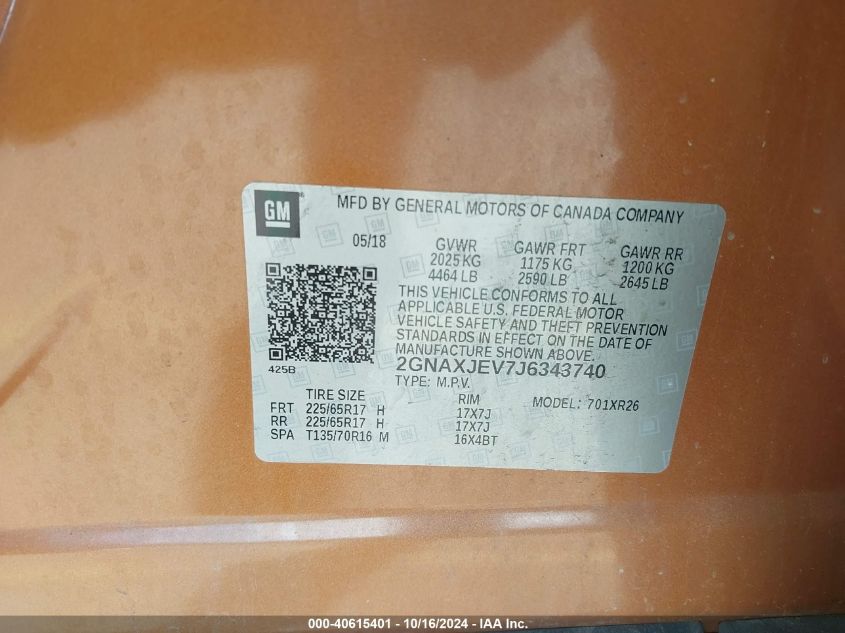 GM ®
MFD BY GENERAL MOTORS OF CANADA COMPANY
05/18 GVWR GAWR FRT GAWR RR
2025 KG 1175 KG 1200 KG
4464 LB 2590 LB 2645 LB
THIS VEHICLE CONFORMS TO ALL
APPLICABLE U.S. FEDERAL MOTOR
VEHICLE SAFETY AND THEFT PREVENTION
STANDARDS IN EFFECT ON THE DATE OF
MANUFACTURE SHOWN ABOVE.
425B
2GNAXJEV7J6343740
TYPE: M.P.V.
TIRE SIZE RIM MODEL: 701XR26
FRT 225/65R17 H 17X7J
RR 225/65R17 H 17X7J
SPA T135/70R16 M 16X4BT
000-40615401 - 10/16/2024 - IAA Inc.